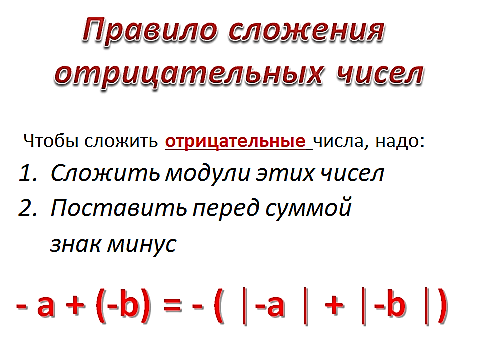 Правило сложения
отрицательных чисел
Чтобы сложить отрицательные числа, надо:
1. Сложить модули этих чисел
2. Поставить перед суммой
знак минус
- a + (-b) = - ( |-a | + |-b |)